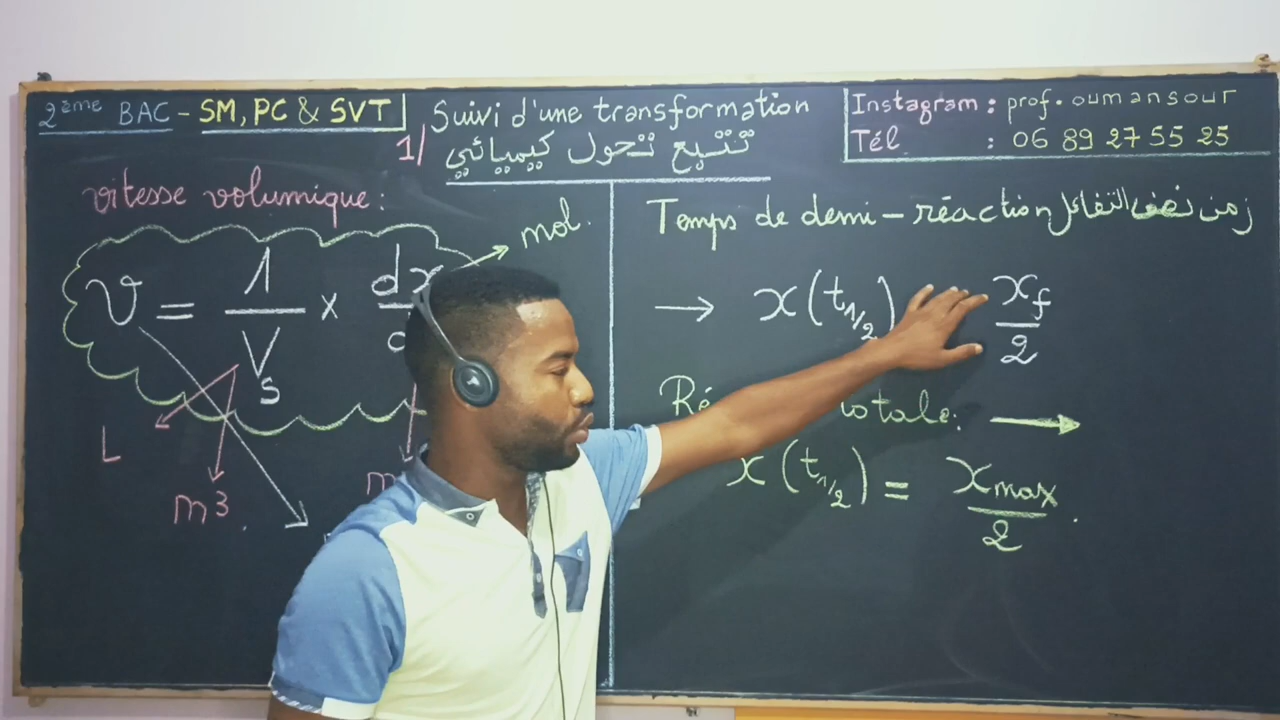 2ème BAC - SM, PC & SVT
Suivi d'une transformation
1/ تتبع تحول كيميائي
Instagram : prof.oumansour
Tél. : 06 89 27 55 25
vitesse volumique :
mol.
V = 1/Vs x dx
L
m³.
m
Temps de demi-réaction زمن نصف التفاعل
→ x(t1/2) xf/2
Ré totale: →
x(t1/2) = xmax/2.